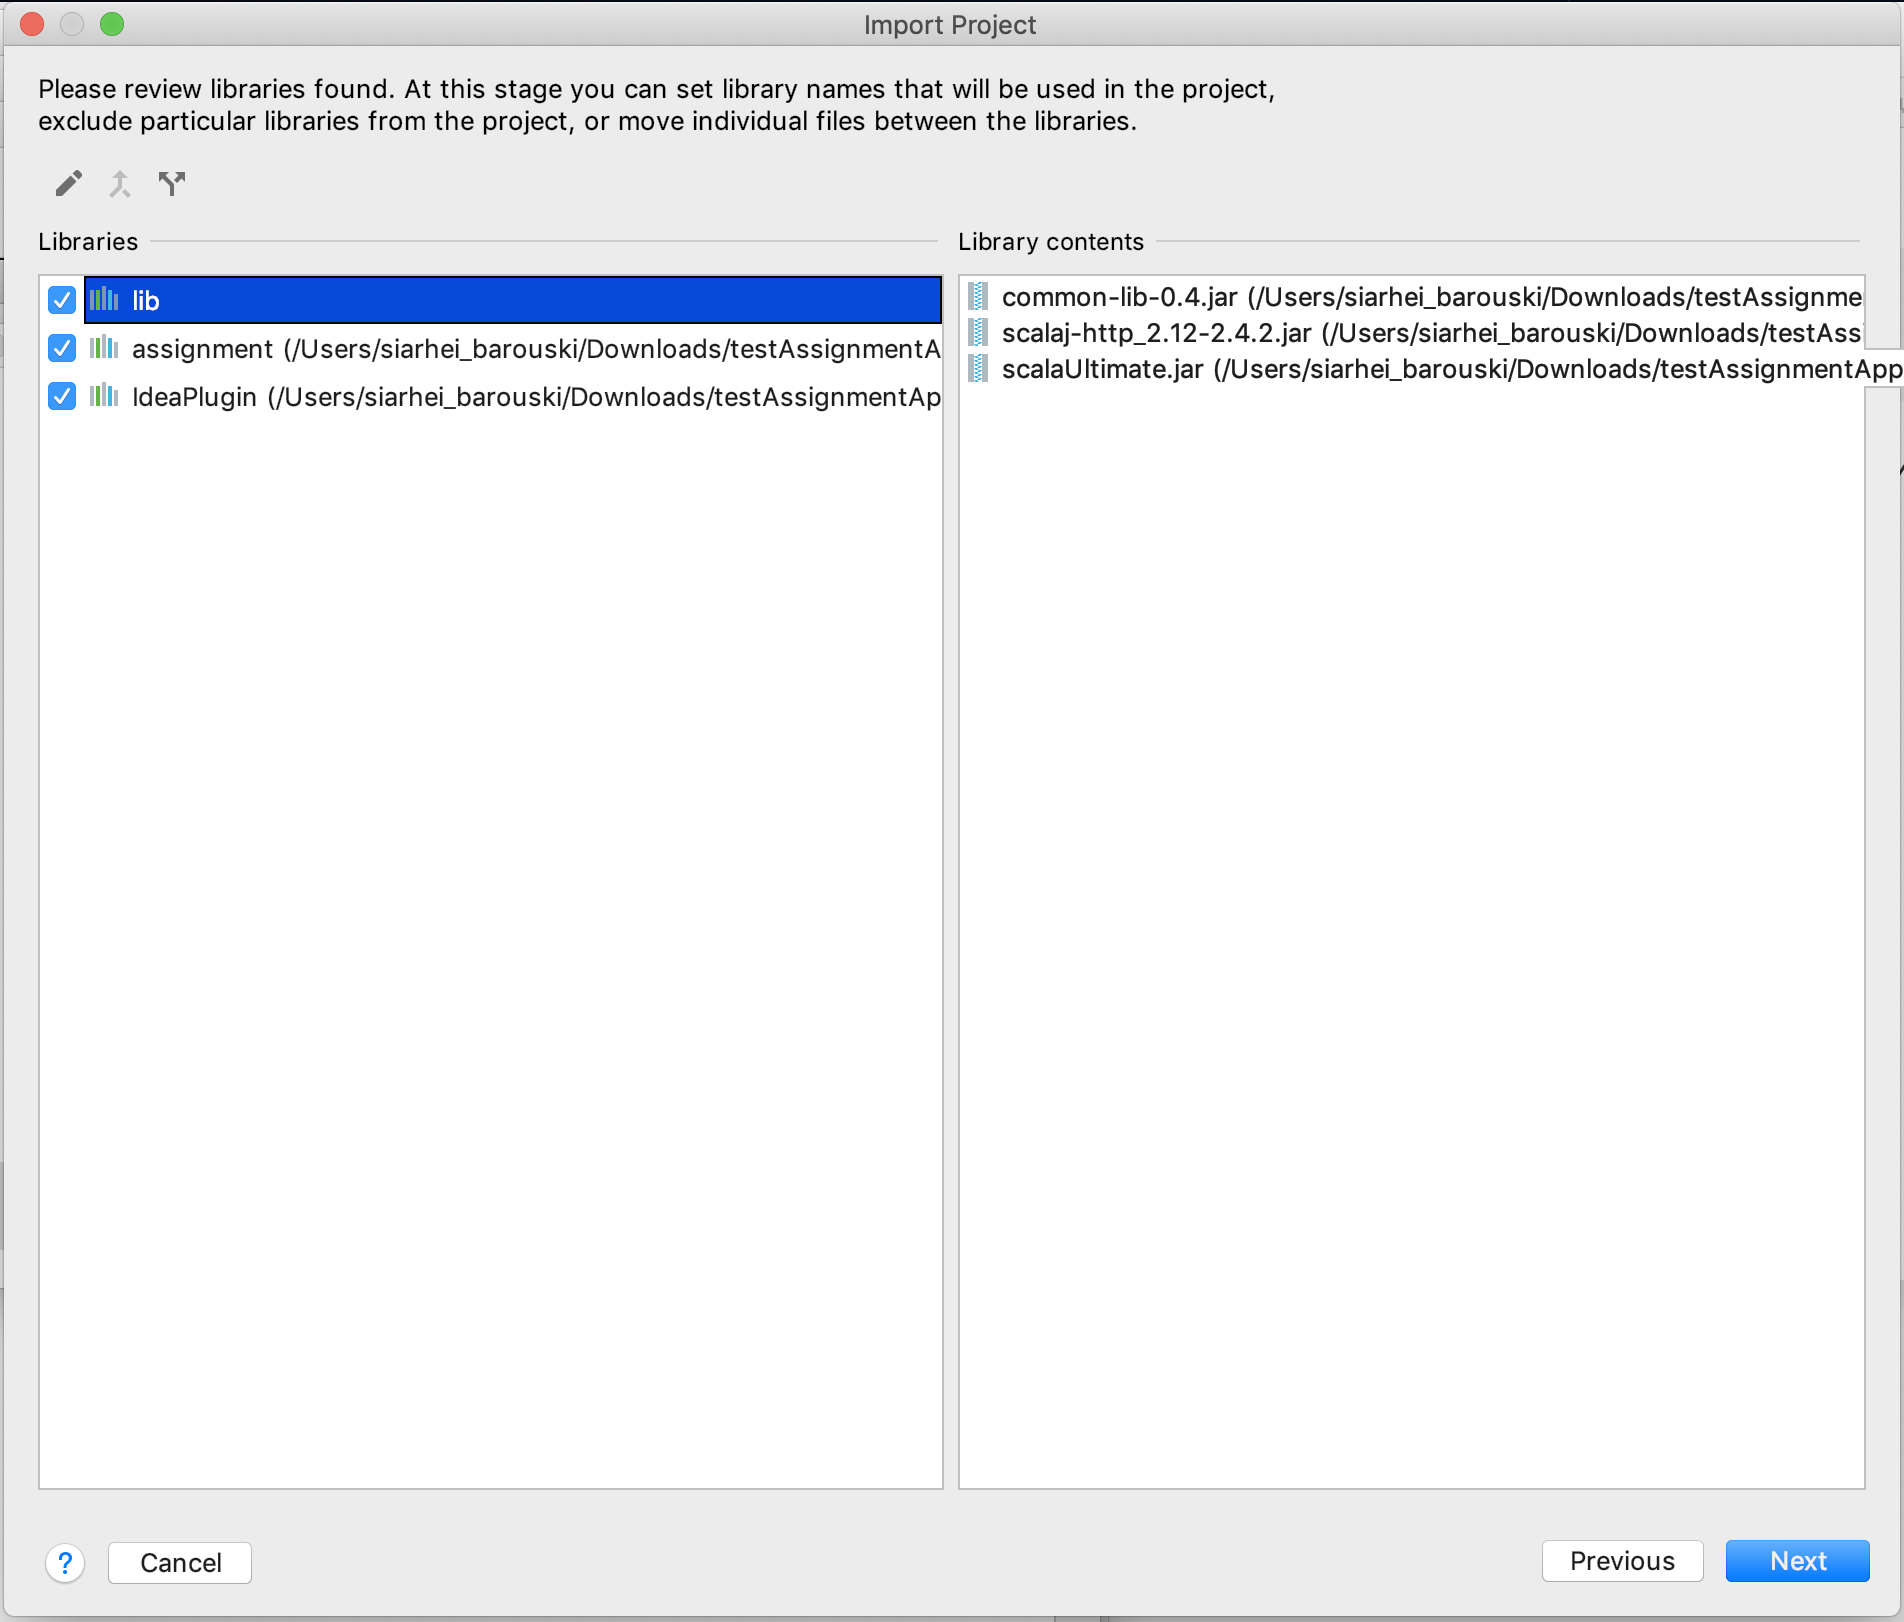 Import Project
Please review libraries found. At this stage you can set library names that will be used in the project,
exclude particular libraries from the project, or move individual files between the libraries.
Libraries
lib
assignment (/Users/siarhei_barouski/Downloads/testAssignmentA
IdeaPlugin (/Users/siarhei_barouski/Downloads/testAssignmentAp
Library contents
common-lib-0.4.jar (/Users/siarhei_barouski/Downloads/testAssignme
scalaj-http_2.12-2.4.2.jar (/Users/siarhei_barouski/Downloads/testAssi
scalaUltimate.jar (/Users/siarhei_barouski/Downloads/testAssignmentApp
?
Cancel
Previous
Next